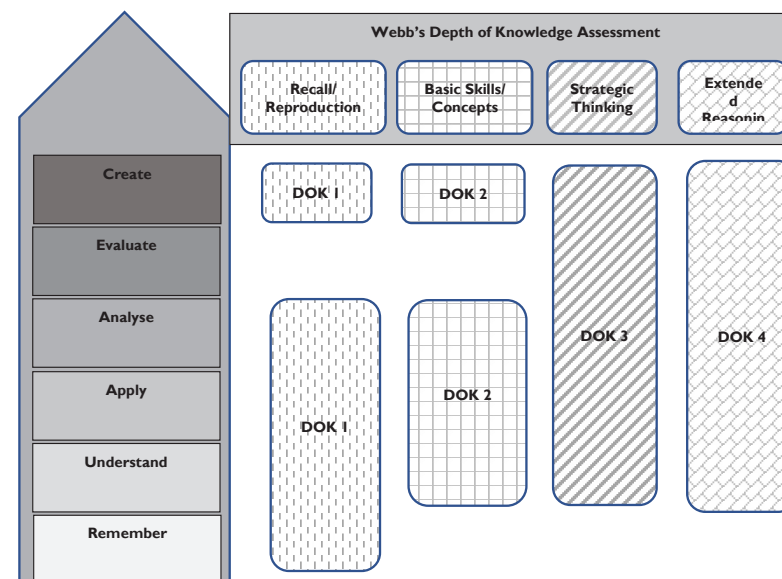 Webb's Depth of Knowledge Assessment
Recall/
Reproduction
Basic Skills/
Concepts
Strategic
Thinking
Extende
d
Reasonin
Create
DOK 1
DOK 2
Evaluate
Analyse
DOK 3
DOK 4
Apply
DOK 2
DOK 1
Understand
Remember